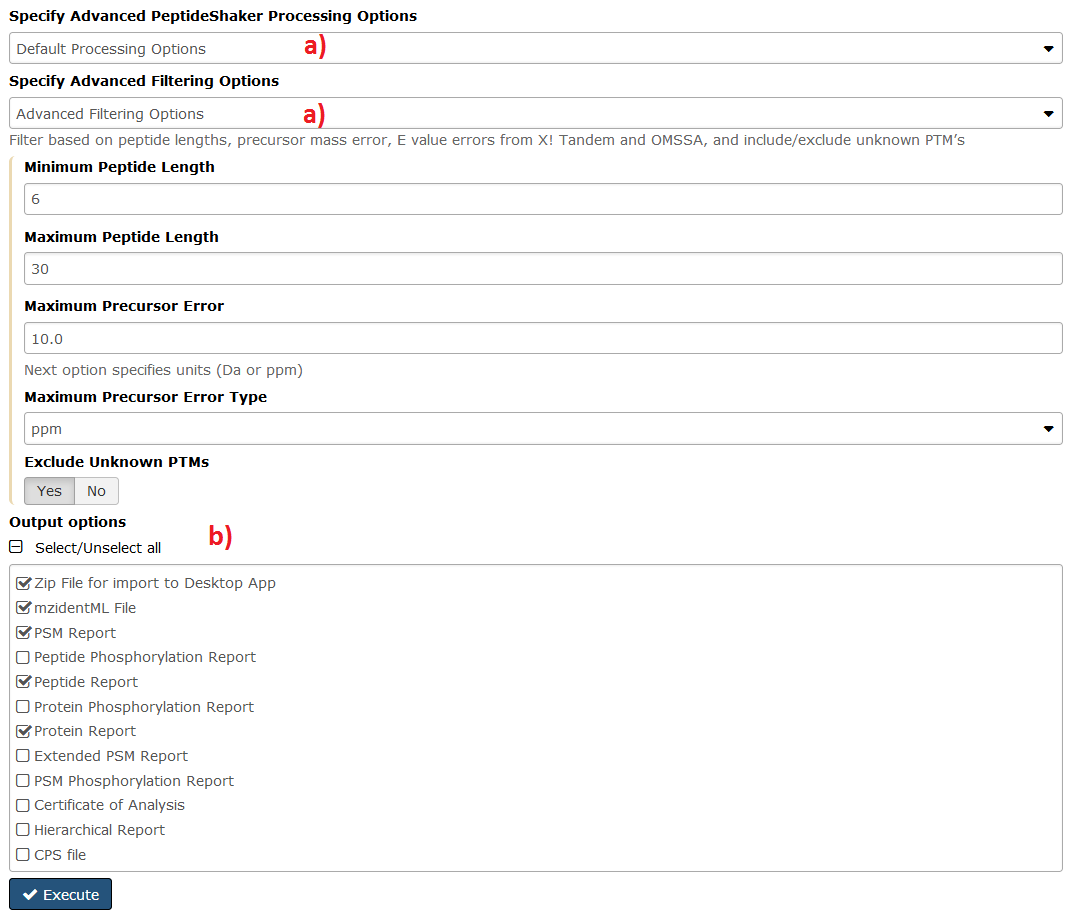 Specify Advanced PeptideShaker Processing Options
Default Processing Options a)
Specify Advanced Filtering Options
Advanced Filtering Options a)
Filter based on peptide lengths, precursor mass error, E value errors from X! Tandem and OMSSA, and include/exclude unknown PTM’s
Minimum Peptide Length
6
Maximum Peptide Length
30
Maximum Precursor Error
10.0
Next option specifies units (Da or ppm)
Maximum Precursor Error Type
ppm
Exclude Unknown PTMs
Yes No
Output options
b)
Select/Unselect all
Zip File for import to Desktop App
mzidentML File
PSM Report
Peptide Phosphorylation Report
Peptide Report
Protein Phosphorylation Report
Protein Report
Extended PSM Report
PSM Phosphorylation Report
Certificate of Analysis
Hierarchical Report
CPS file
Execute